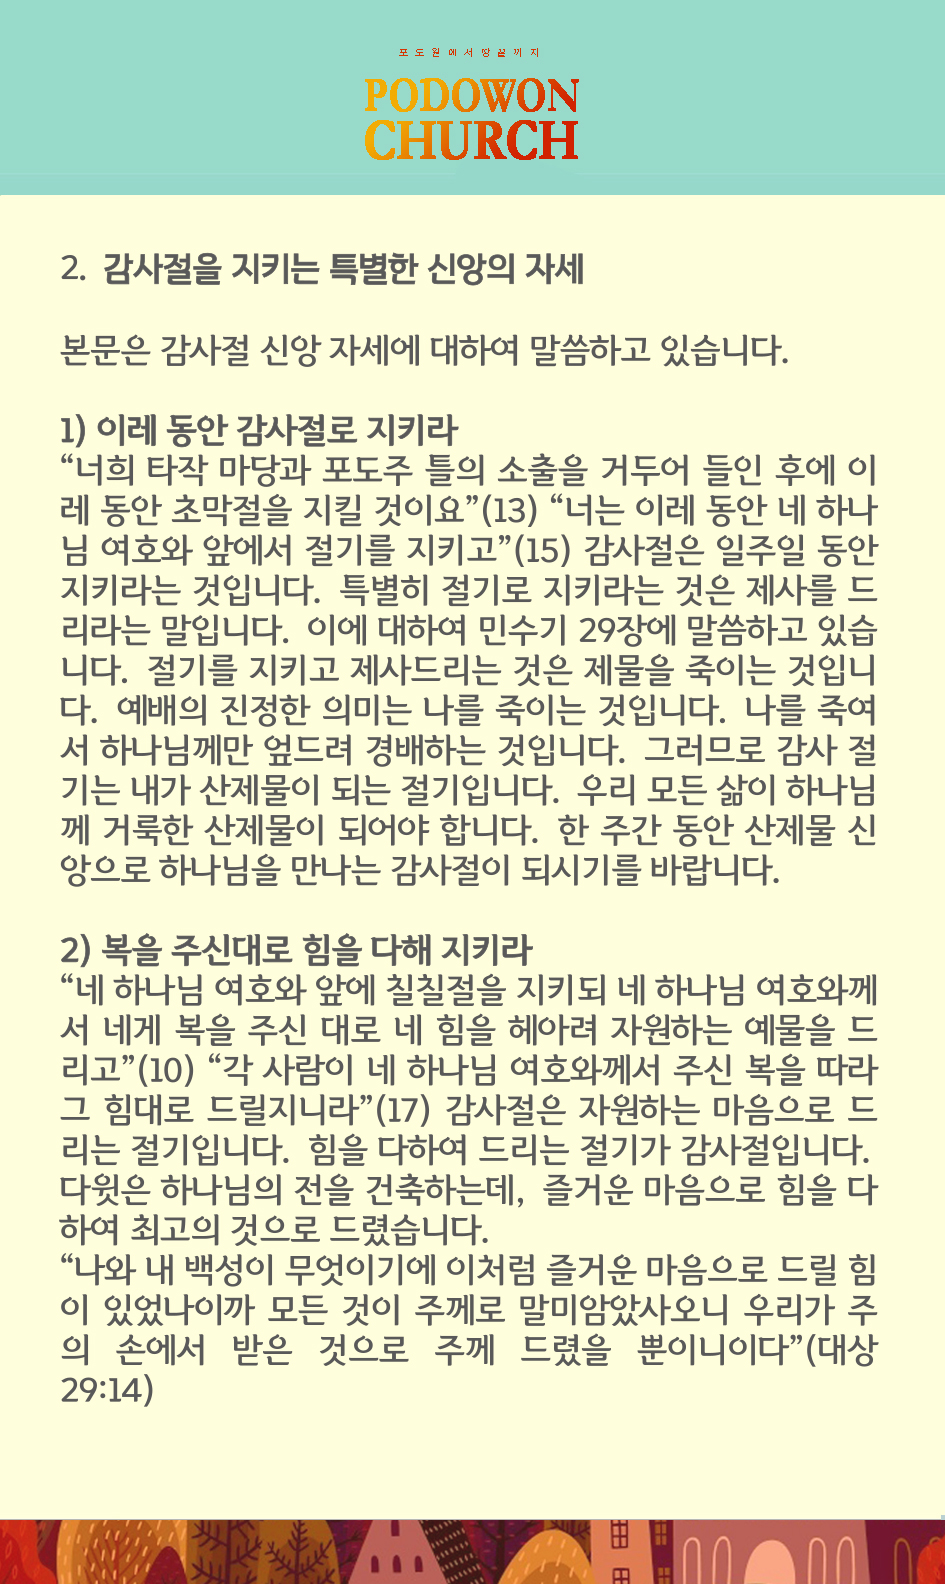 포도원에서땅끝까지
PODOWON
CHURCH
2. 감사절을 지키는 특별한 신앙의 자세
본문은 감사절 신앙 자세에 대하여 말씀하고 있습니다.
1) 이레 동안 감사절로 지키라
“너희 타작 마당과 포도주 틀의 소출을 거두어 들인 후에 이
레 동안 초막절을 지킬 것이요”(13) “너는 이레 동안 네 하나
님 여호와 앞에서 절기를 지키고”(15) 감사절은 일주일 동안
지키라는 것입니다. 특별히 절기로 지키라는 것은 제사를 드
리라는 말입니다. 이에 대하여 민수기 29장에 말씀하고 있습
니다. 절기를 지키고 제사드리는 것은 제물을 죽이는 것입니
다. 예배의 진정한 의미는 나를 죽이는 것입니다. 나를 죽여
서 하나님께만 엎드려 경배하는 것입니다. 그러므로 감사 절
기는 내가 산제물이 되는 절기입니다. 우리 모든 삶이 하나님
께 거룩한 산제물이 되어야 합니다. 한 주간 동안 산제물 신
앙으로 하나님을 만나는 감사절이 되시기를 바랍니다.
2) 복을 주신대로 힘을 다해 지키라
“네 하나님 여호와 앞에 칠칠절을 지키되 네 하나님 여호와께
서 네게 복을 주신 대로 네 힘을 헤아려 자원하는 예물을 드
리고”(10) “각 사람이 네 하나님 여호와께서 주신 복을 따라
그 힘대로 드릴지니라”(17) 감사절은 자원하는 마음으로 드
리는 절기입니다. 힘을 다하여 드리는 절기가 감사절입니다.
다윗은 하나님의 전을 건축하는데, 즐거운 마음으로 힘을 다
하여 최고의 것으로 드렸습니다.
“나와 내 백성이 무엇이기에 이처럼 즐거운 마음으로 드릴 힘
이 있었나이까 모든 것이 주께로 말미암았사오니 우리가 주
의 손에서 받은 것으로 주께 드렸을 뿐이니이다”(대상
29:14)